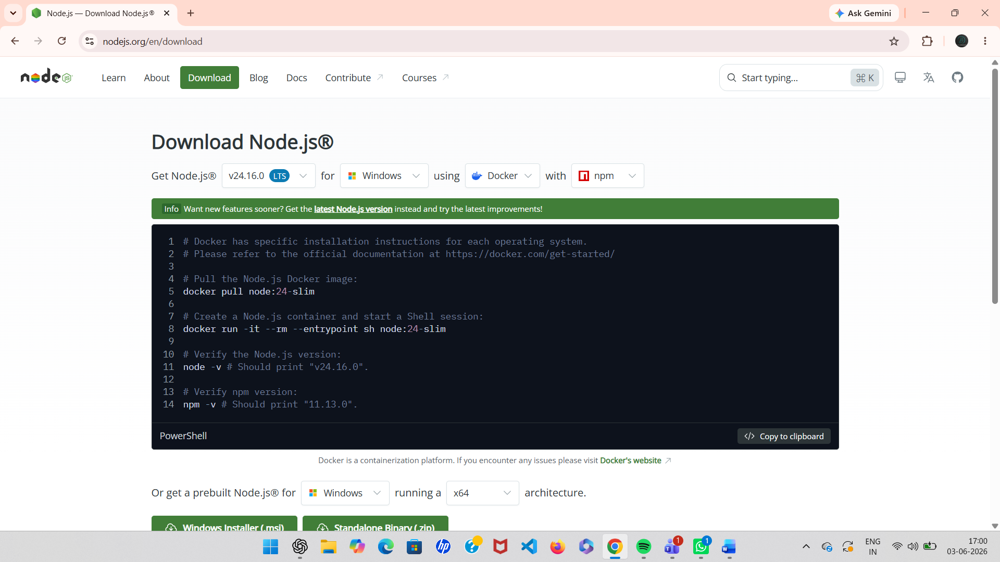 Node.js — Download Node.js®
Ask Gemini
nodejs.org/en/download
node JS
Learn
About
Download
Blog
Docs
Contribute
Courses
Start typing...
⌘ K
Download Node.js®
Get Node.js® v24.16.0 LTS for Windows using Docker with npm
Info Want new features sooner? Get the latest Node.js version instead and try the latest improvements!
1 # Docker has specific installation instructions for each operating system.
2 # Please refer to the official documentation at https://docker.com/get-started/
3
4 # Pull the Node.js Docker image:
5 docker pull node:24-slim
6
7 # Create a Node.js container and start a Shell session:
8 docker run -it --rm --entrypoint sh node:24-slim
9
10 # Verify the Node.js version:
11 node -v # Should print "v24.16.0".
12
13 # Verify npm version:
14 npm -v # Should print "11.13.0".
PowerShell
Copy to clipboard
Docker is a containerization platform. If you encounter any issues please visit Docker's website
Or get a prebuilt Node.js® for Windows running a x64 architecture.
Windows Installer (.msi)
Standalone Binary (.zip)
hp
?
T
1
1
W
ENG
IN
17:00
03-06-2026